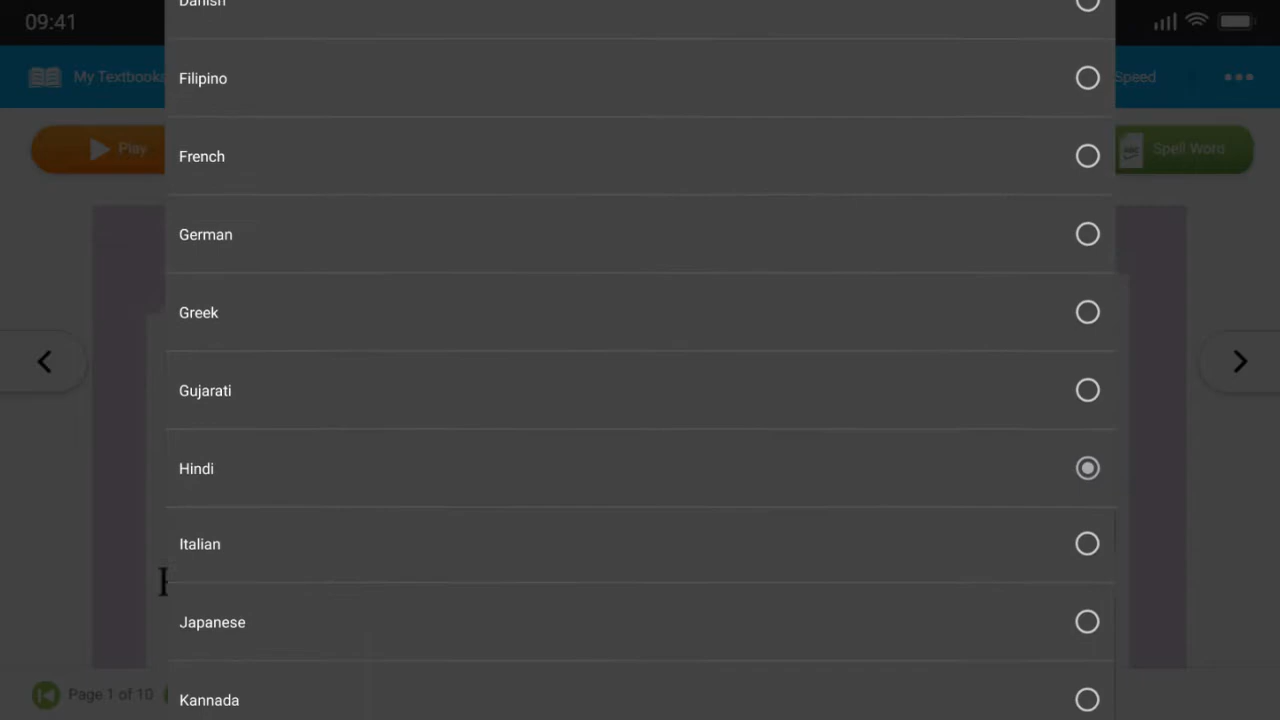 Danish
09:41
Filipino
My Textbooks
Speed
French
Play
Spell Word
German
Greek
Gujarati
Hindi
Italian
Japanese
Page 1 of 10
Kannada